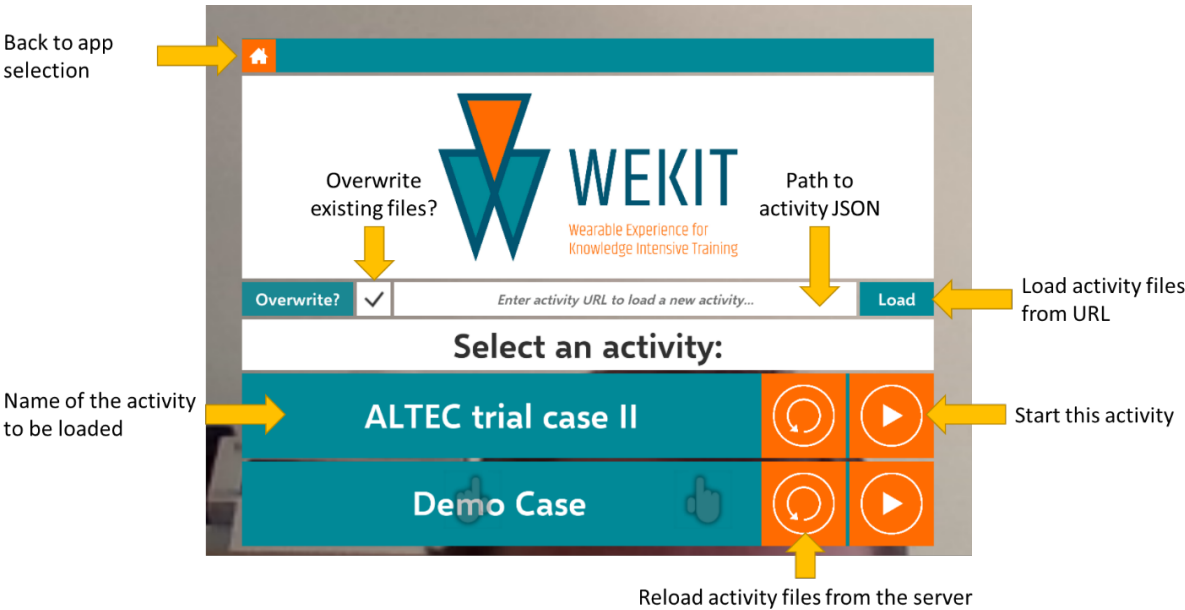 Back to app
selection
Overwrite
existing files?
WEKIT
Wearable Experience for
Knowledge Intensive Training
Path to
activity JSON
Overwrite?
Enter activity URL to load a new activity...
Load
Load activity files
from URL
Select an activity:
Name of the activity
to be loaded
ALTEC trial case II
Start this activity
Demo Case
Reload activity files from the server